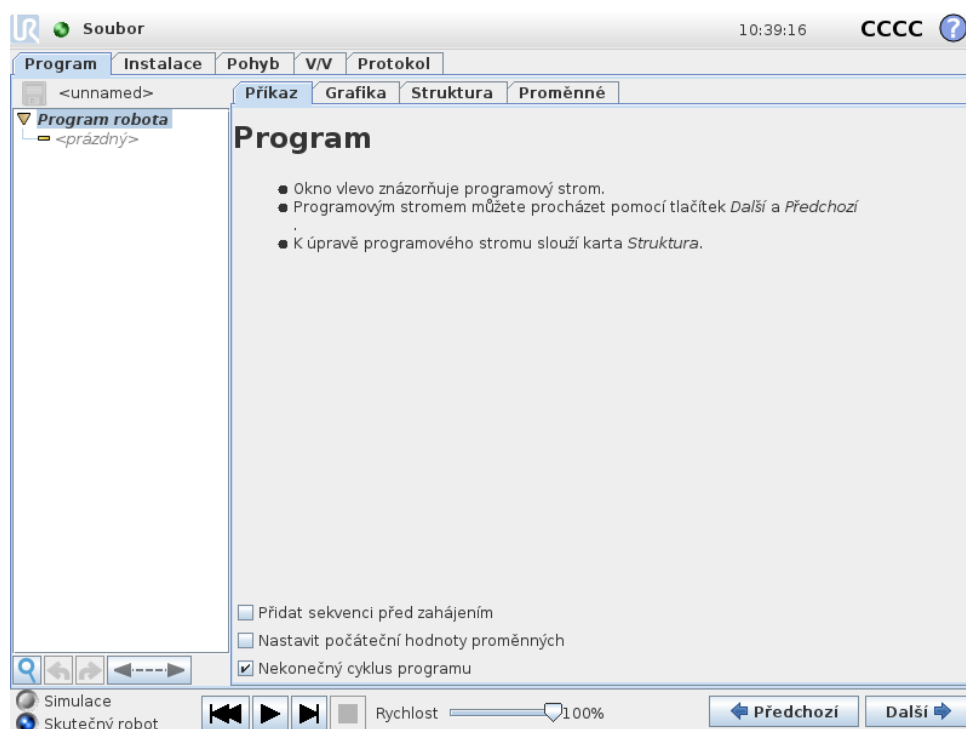 UR Soubor 10:39:16 CCCC ?
Program Instalace Pohyb V/V Protokol
<unnamed> Příkaz Grafika Struktura Proměnné
Program robota
<prázdný>
Program
Okno vlevo znázorňuje programový strom.
Programovým stromem můžete procházet pomocí tlačítek Další a Předchozí
.
K úpravě programového stromu slouží karta Struktura.
Přidat sekvenci před zahájením
Nastavit počáteční hodnoty proměnných
Nekonečný cyklus programu
Simulace
Skutečný robot
Rychlost 100%
Předchozí Další